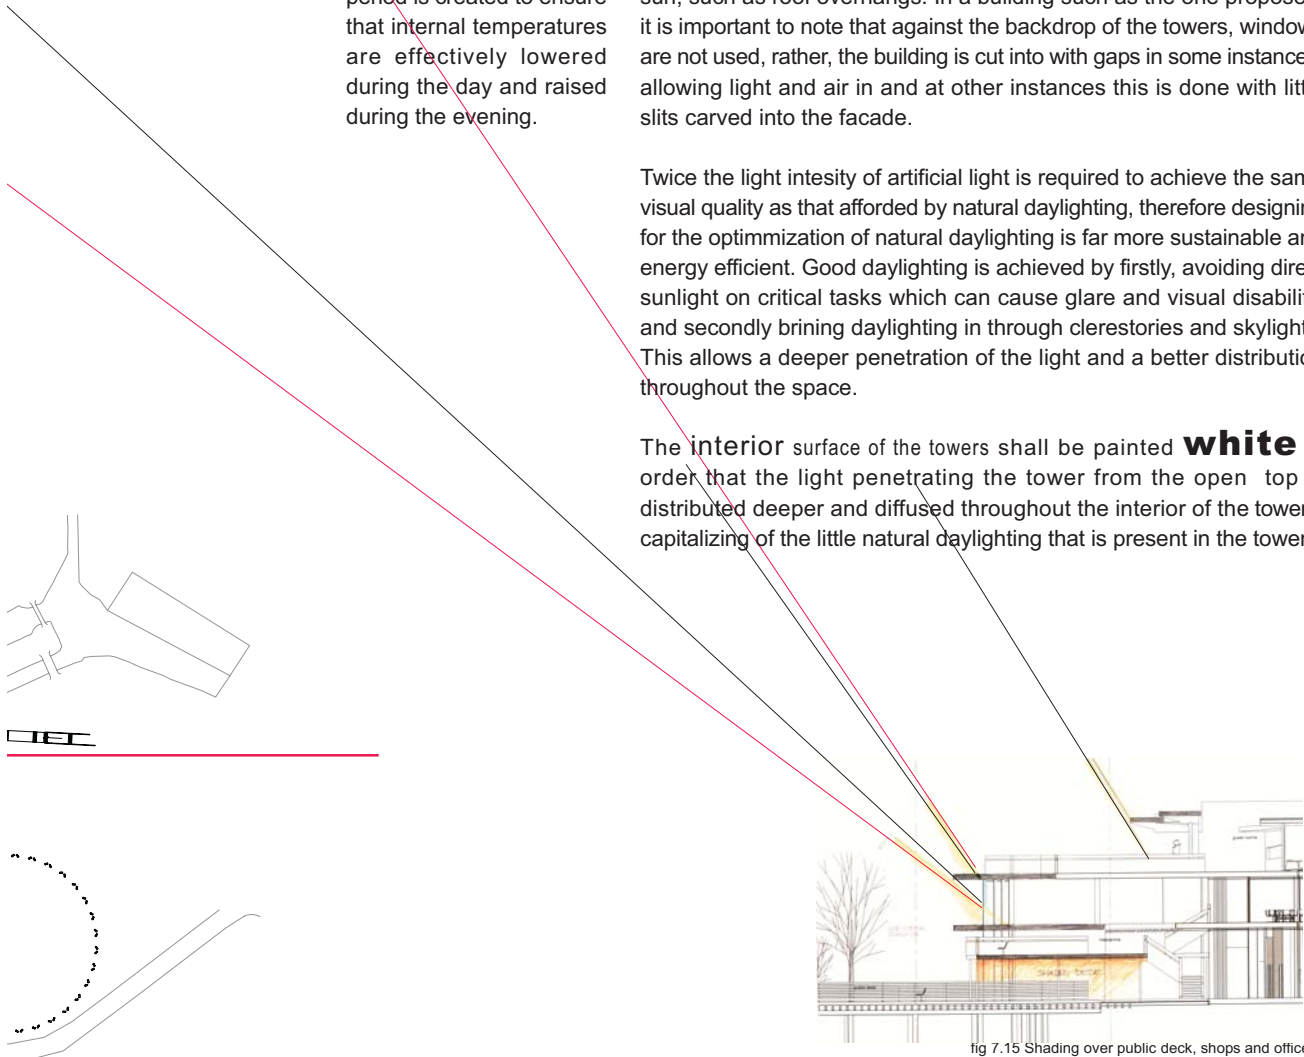 that internal temperatures
are effectively lowered
during the day and raised
during the evening.
it is important to note that against the backdrop of the towers, window
are not used, rather, the building is cut into with gaps in some instance
allowing light and air in and at other instances this is done with litt
slits carved into the facade.
Twice the light intesity of artificial light is required to achieve the sam
visual quality as that afforded by natural daylighting, therefore designin
for the optimmization of natural daylighting is far more sustainable an
energy efficient. Good daylighting is achieved by firstly, avoiding dire
sunlight on critical tasks which can cause glare and visual disabilit
and secondly brining daylighting in through clerestories and skylight
This allows a deeper penetration of the light and a better distributio
throughout the space.
The interior surface of the towers shall be painted white
order that the light penetrating the tower from the open top
distributed deeper and diffused throughout the interior of the tower
capitalizing of the little natural daylighting that is present in the tower
SHADED DECK
fig 7.15 Shading over public deck, shops and office